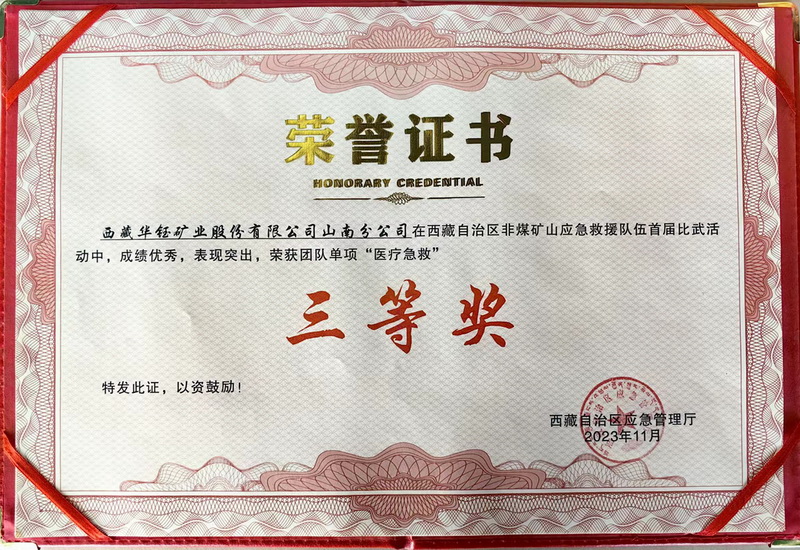 荣誉证书
HONORARY CREDENTIAL
西藏华钰矿业股份有限公司山南分公司在西藏自治区非煤矿山应急救援队伍首届比武活
动中，成绩优秀，表现突出，荣获团队单项“医疗急救”
三等奖
特发此证，以资鼓励！
西藏自治区应急管理厅
2023年11月